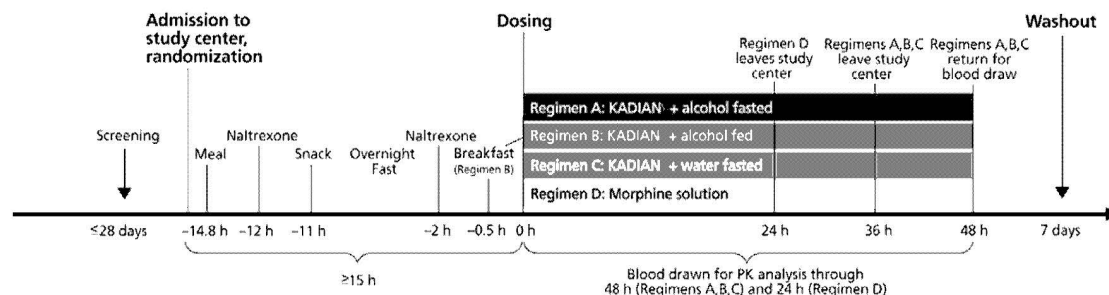 Admission to
study center,
randomization
Dosing
Washout
Regimen D
leaves study
center
Regimens A,B,C
leave study
center
Regimens A,B,C
return for
blood draw
Regimen A: KADIAN + alcohol fasted
Regimen B: KADIAN + alcohol fed
Regimen C: KADIAN + water fasted
Regimen D: Morphine solution
Screening
Naltrexone
Meal
Snack
Overnight
Fast
Naltrexone
Breakfast
(Regimen B)
≤28 days
–14.8 h
–12 h
–11 h
–2 h
–0.5 h
0 h
24 h
36 h
48 h
7 days
≥15 h
Blood drawn for PK analysis through
48 h (Regimens A,B,C) and 24 h (Regimen D)